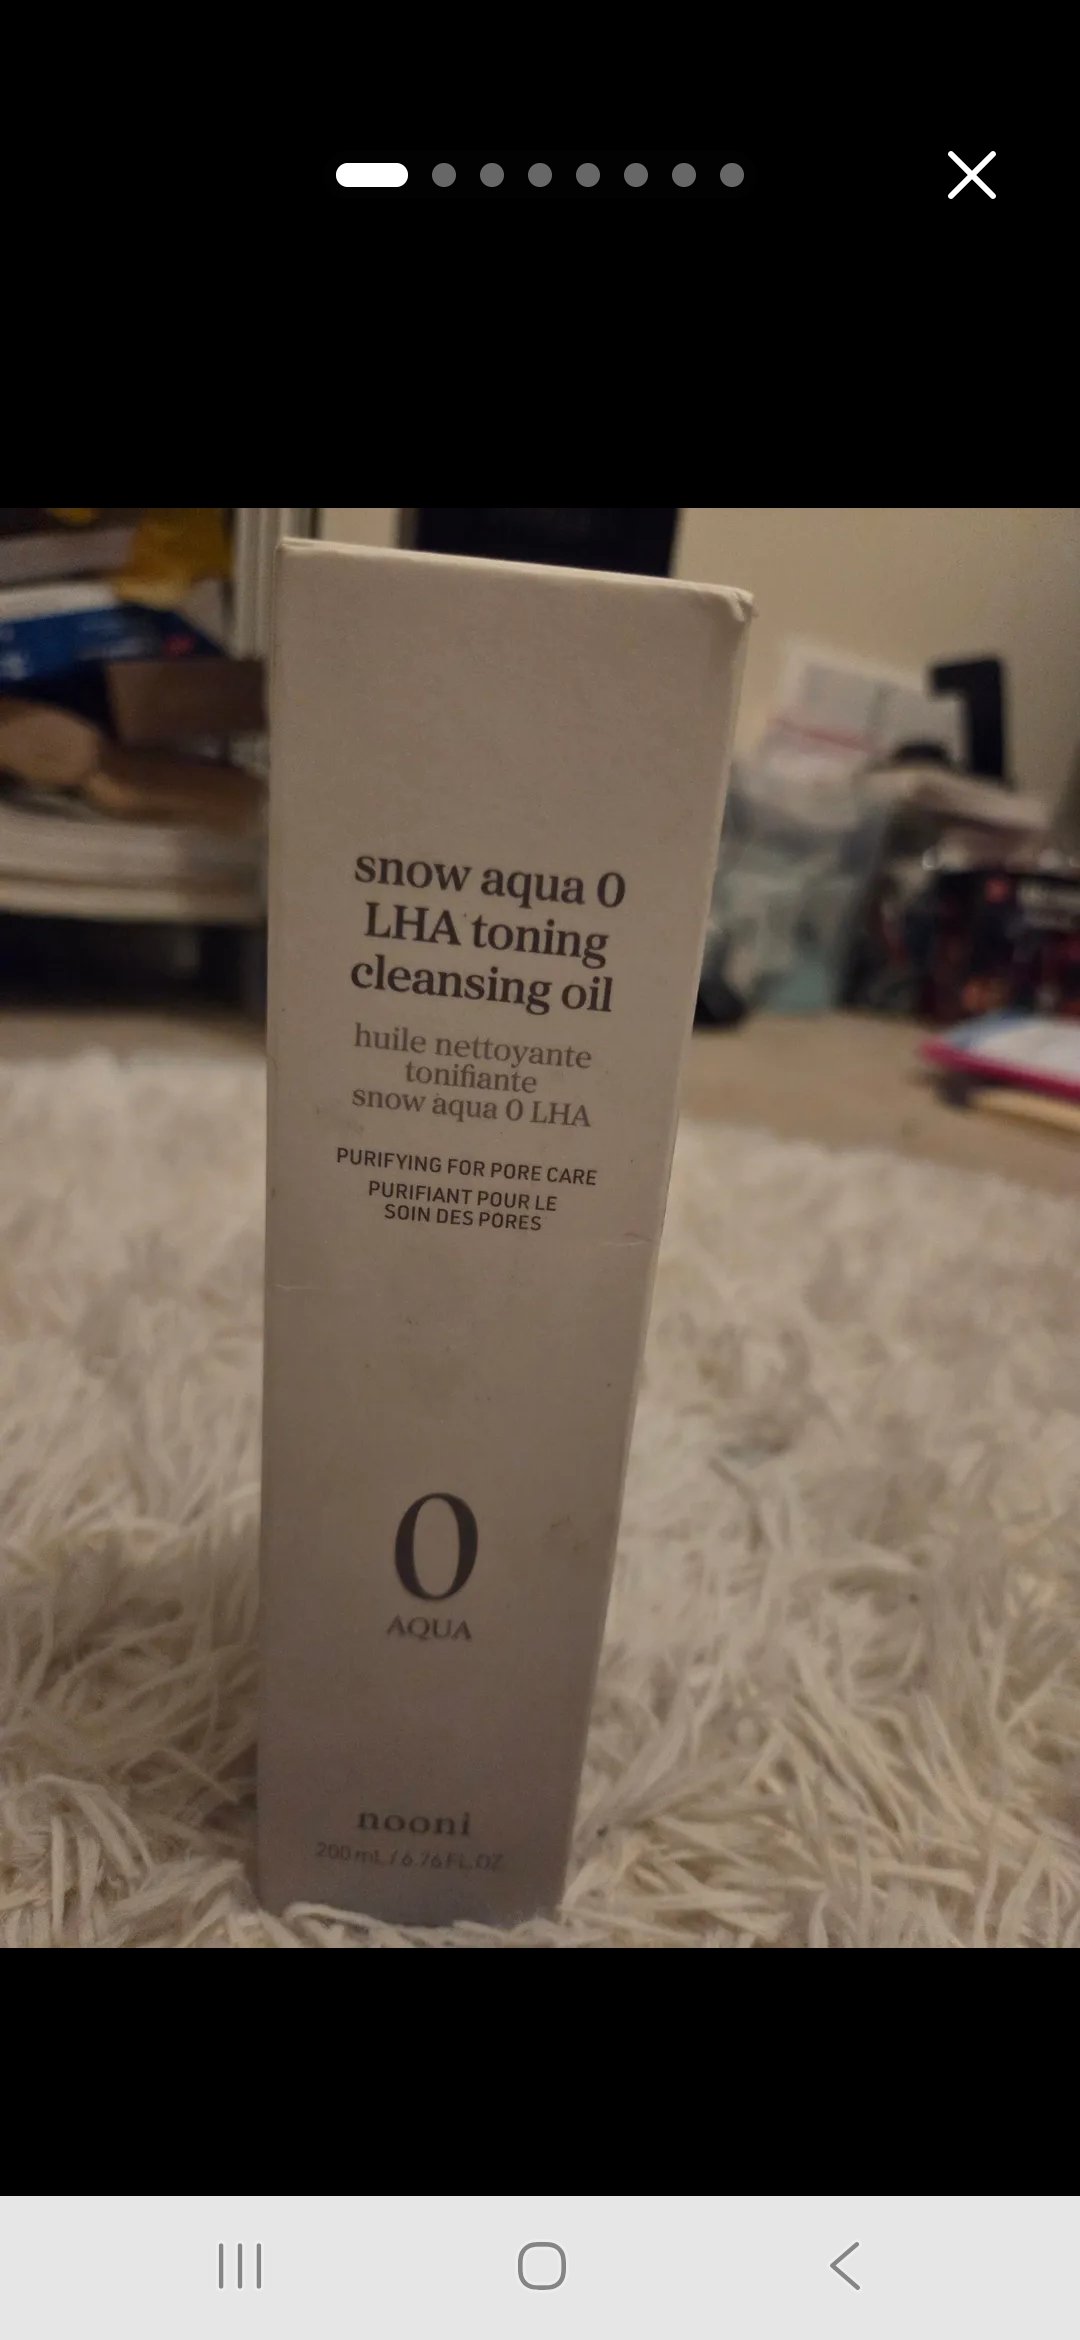 snow aqua 0
LHA toning
cleansing oil
huile nettoyante
tonifiante
snow aqua 0 LHA
PURIFYING FOR PORE CARE
PURIFIANT POUR LE
SOIN DES PORES
0
AQUA
nooni
200 mL / 6.76 FL.OZ